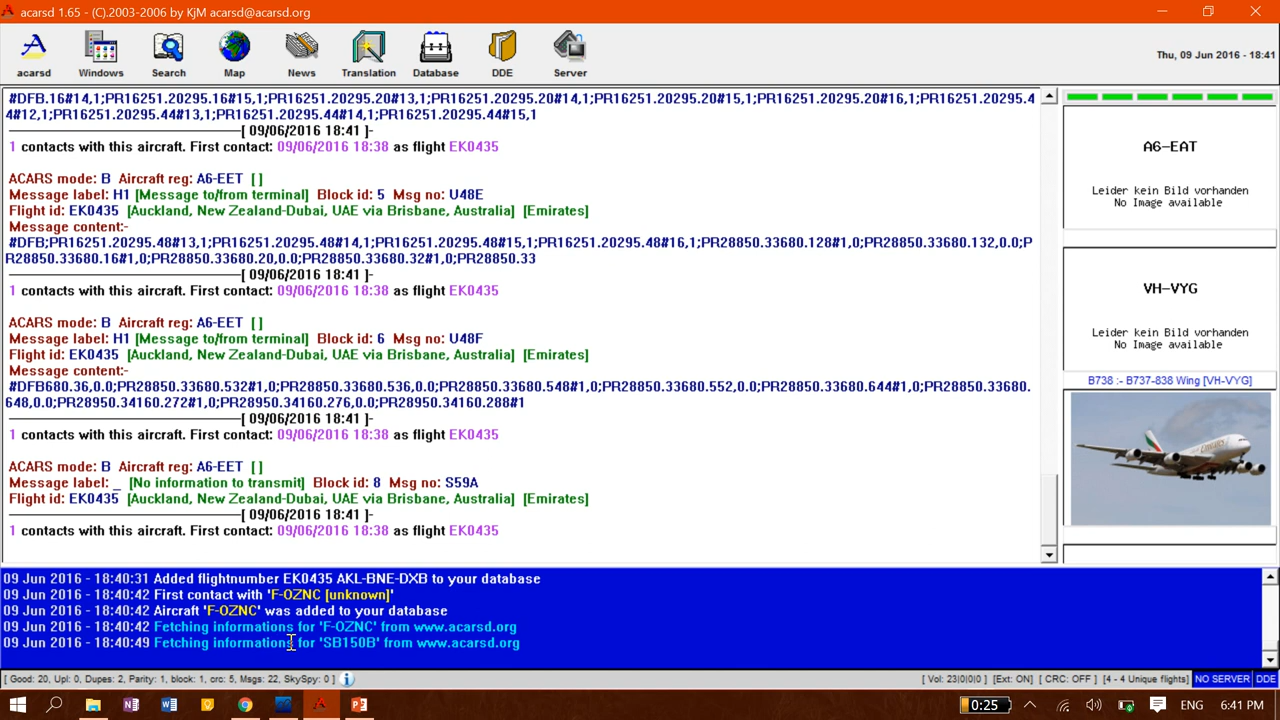 acarsd 1.65 - (C).2003-2006 by KjM acarsd@acarsd.org
acarsd Windows Search Map News Translation Database DDE Server
Thu, 09 Jun 2016 - 18:41
#DFB.16#14,1;PR16251.20295.16#15,1;PR16251.20295.20#13,1;PR16251.20295.20#14,1;PR16251.20295.20#15,1;PR16251.20295.20#16,1;PR16251.20295.4
4#12,1;PR16251.20295.44#13,1;PR16251.20295.44#14,1;PR16251.20295.44#15,1
[ 09/06/2016 18:41 ]-
1 contacts with this aircraft. First contact: 09/06/2016 18:38 as flight EK0435
ACARS mode: B Aircraft reg: A6-EET [ ]
Message label: H1 [Message to/from terminal] Block id: 5 Msg no: U48E
Flight id: EK0435 [Auckland, New Zealand-Dubai, UAE via Brisbane, Australia] [Emirates]
Message content:-
#DFB;PR16251.20295.48#13,1;PR16251.20295.48#14,1;PR16251.20295.48#15,1;PR16251.20295.48#16,1;PR28850.33680.128#1,0;PR28850.33680.132,0.0;P
R28850.33680.16#1,0;PR28850.33680.20,0.0;PR28850.33680.32#1,0;PR28850.33
[ 09/06/2016 18:41 ]-
1 contacts with this aircraft. First contact: 09/06/2016 18:38 as flight EK0435
ACARS mode: B Aircraft reg: A6-EET [ ]
Message label: H1 [Message to/from terminal] Block id: 6 Msg no: U48F
Flight id: EK0435 [Auckland, New Zealand-Dubai, UAE via Brisbane, Australia] [Emirates]
Message content:-
#DFB680.36,0.0;PR28850.33680.532#1,0;PR28850.33680.536,0.0;PR28850.33680.548#1,0;PR28850.33680.552,0.0;PR28850.33680.644#1,0;PR28850.33680.
648,0.0;PR28950.34160.272#1,0;PR28950.34160.276,0.0;PR28950.34160.288#1
[ 09/06/2016 18:41 ]-
1 contacts with this aircraft. First contact: 09/06/2016 18:38 as flight EK0435
ACARS mode: B Aircraft reg: A6-EET [ ]
Message label: _ [No information to transmit] Block id: 8 Msg no: S59A
Flight id: EK0435 [Auckland, New Zealand-Dubai, UAE via Brisbane, Australia] [Emirates]
[ 09/06/2016 18:41 ]-
1 contacts with this aircraft. First contact: 09/06/2016 18:38 as flight EK0435
A6-EAT
Leider kein Bild vorhanden
No Image available
VH-VYG
Leider kein Bild vorhanden
No Image available
B738 :- B737-838 Wing [VH-VYG]
09 Jun 2016 - 18:40:31 Added flightnumber EK0435 AKL-BNE-DXB to your database
09 Jun 2016 - 18:40:42 First contact with 'F-OZNC [unknown]'
09 Jun 2016 - 18:40:42 Aircraft 'F-OZNC' was added to your database
09 Jun 2016 - 18:40:42 Fetching informations for 'F-OZNC' from www.acarsd.org
09 Jun 2016 - 18:40:49 Fetching informations for 'SB150B' from www.acarsd.org
[ Good: 20, Upl: 0, Dupes: 2, Parity: 1, block: 1, crc: 5, Msgs: 22, SkySpy: 0 ] [ Vol: 23|0|0|0 ] [Ext: ON] [ CRC: OFF ] [4 - 4 Unique flights] NO SERVER DDE
0:25 ENG 6:41 PM